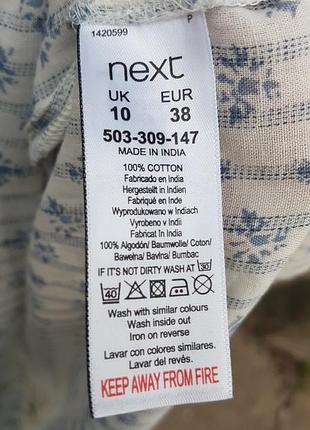 1420599
P
next
UK EUR
10 38
503-309-147
MADE IN INDIA
100% COTTON
Fabricado en India
Hergestellt in Indien
Fabriqué en Inde
Wyprodukowano w Indiach
Vyrobeno v Indii
Fabricat în India
100% Algodón/ Baumwolle/ Coton/
Bawełna/ Bavlna/ Bumbac
IF IT'S NOT DIRTY WASH AT 30
40
Wash with similar colours
Wash inside out
Iron on reverse
Lavar con colores similares.
Lavar del revés.
KEEP AWAY FROM FIRE